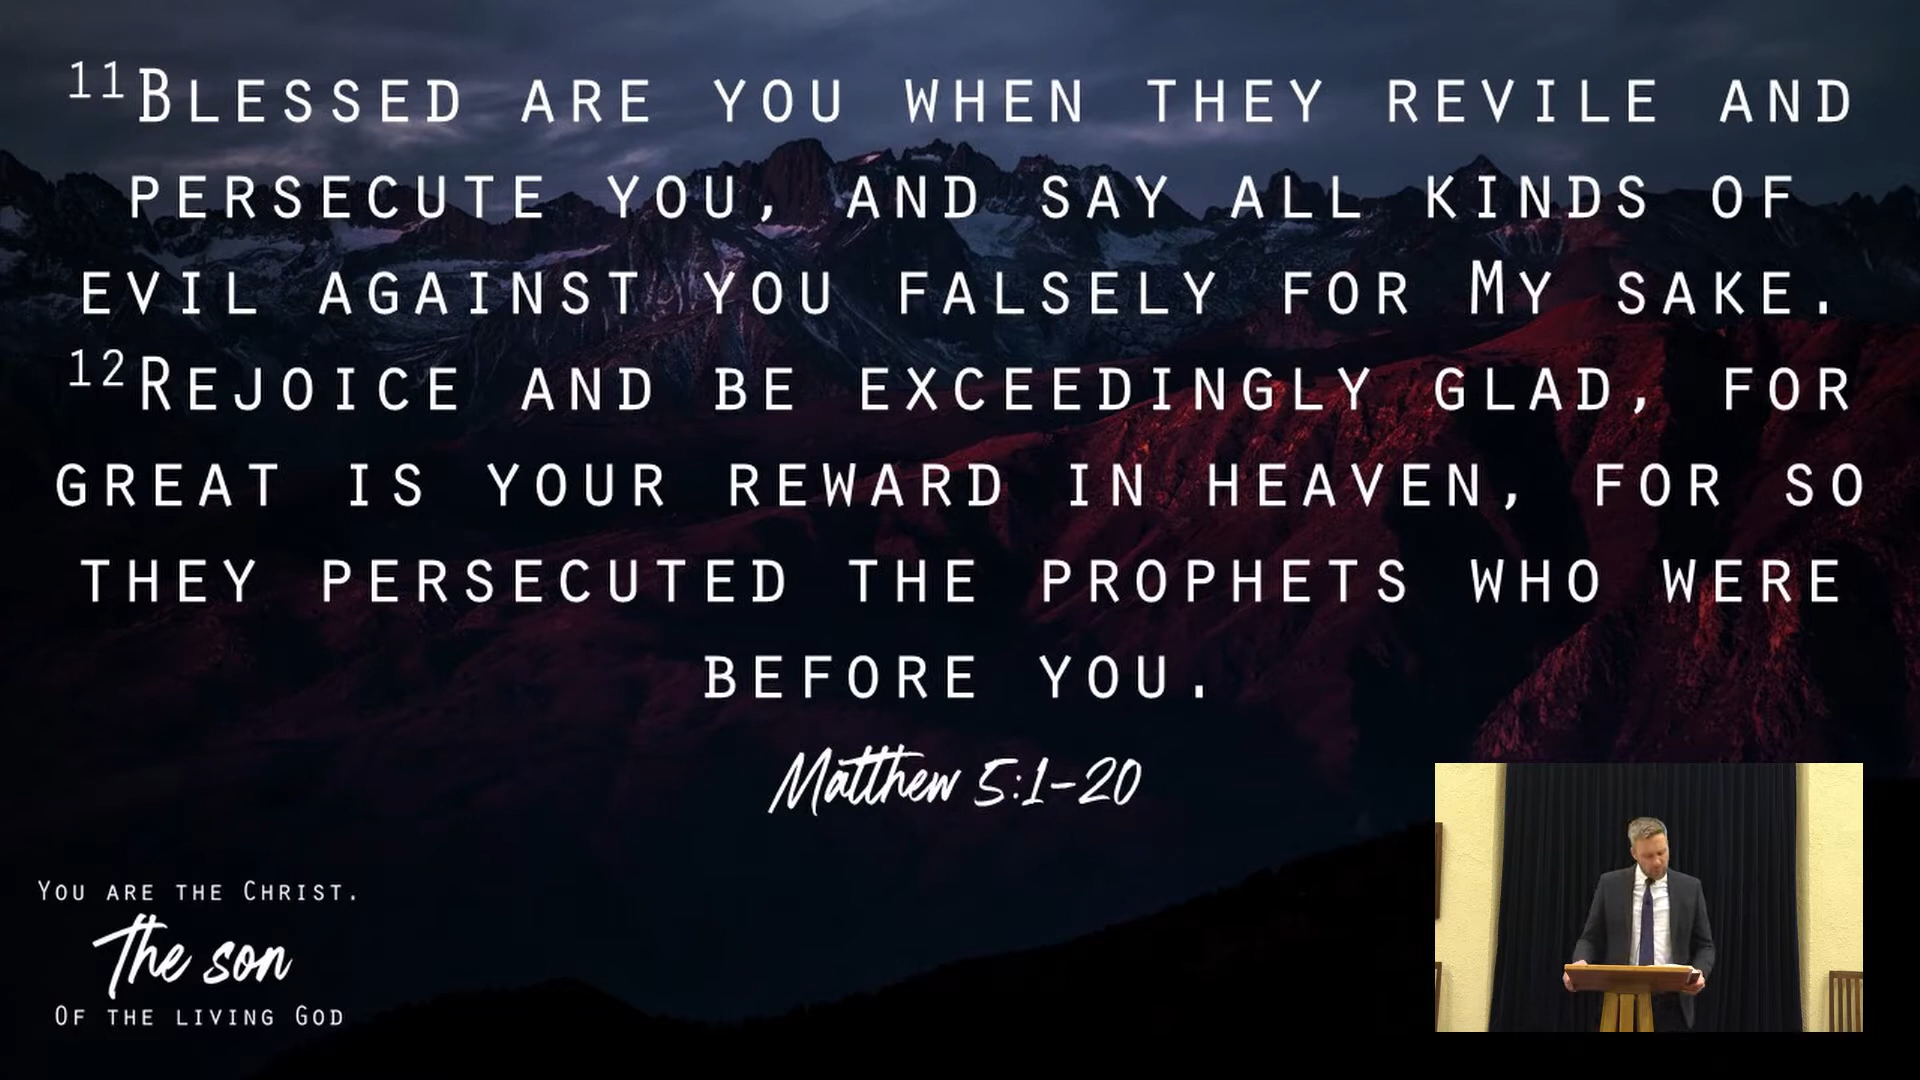 11Blessed are you when they revile and
persecute you, and say all kinds of
evil against you falsely for My sake.
12Rejoice and be exceedingly glad, for
great is your reward in heaven, for so
they persecuted the prophets who were
before you.
Matthew 5:1-20
You are the Christ.
The son
Of the living God